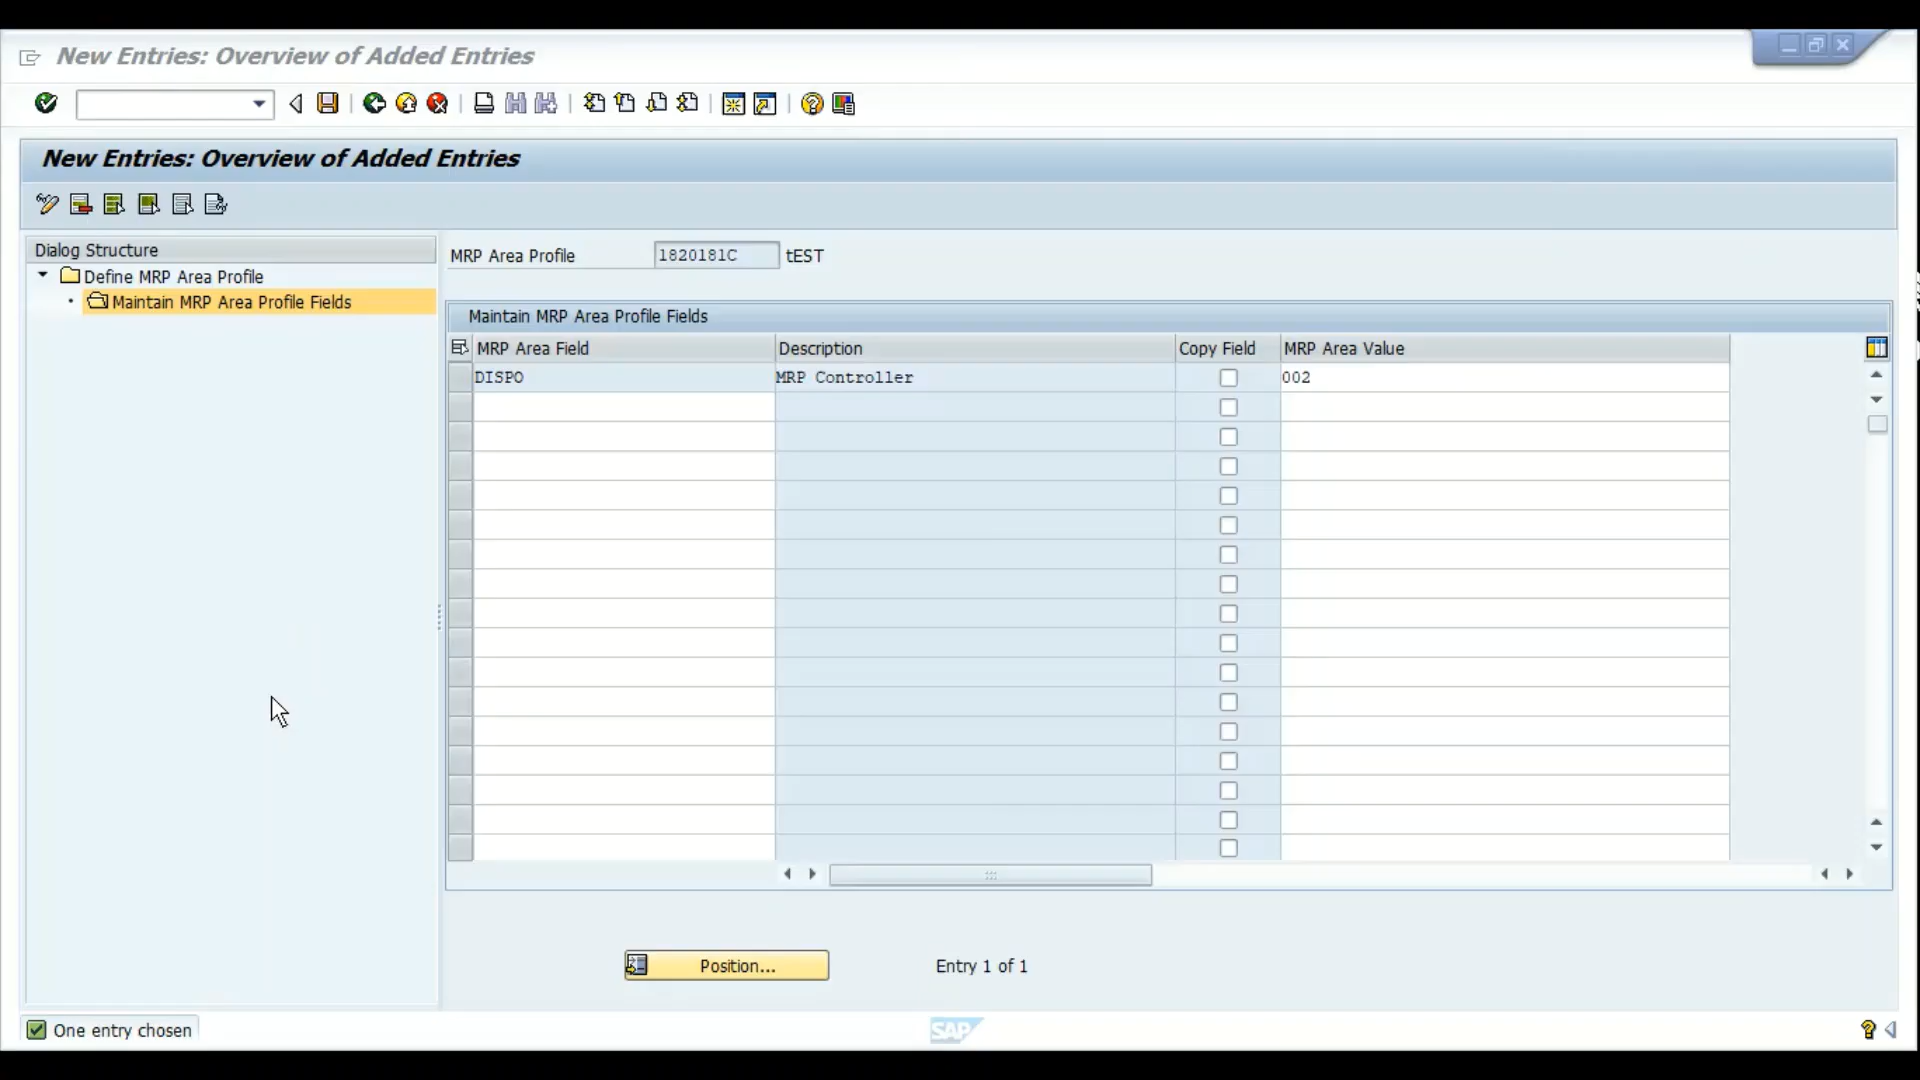 New Entries: Overview of Added Entries
New Entries: Overview of Added Entries
Dialog Structure
Define MRP Area Profile
Maintain MRP Area Profile Fields
MRP Area Profile 1820181C tEST
Maintain MRP Area Profile Fields
MRP Area Field Description Copy Field MRP Area Value
DISPO MRP Controller 002
Position... Entry 1 of 1
One entry chosen SAP